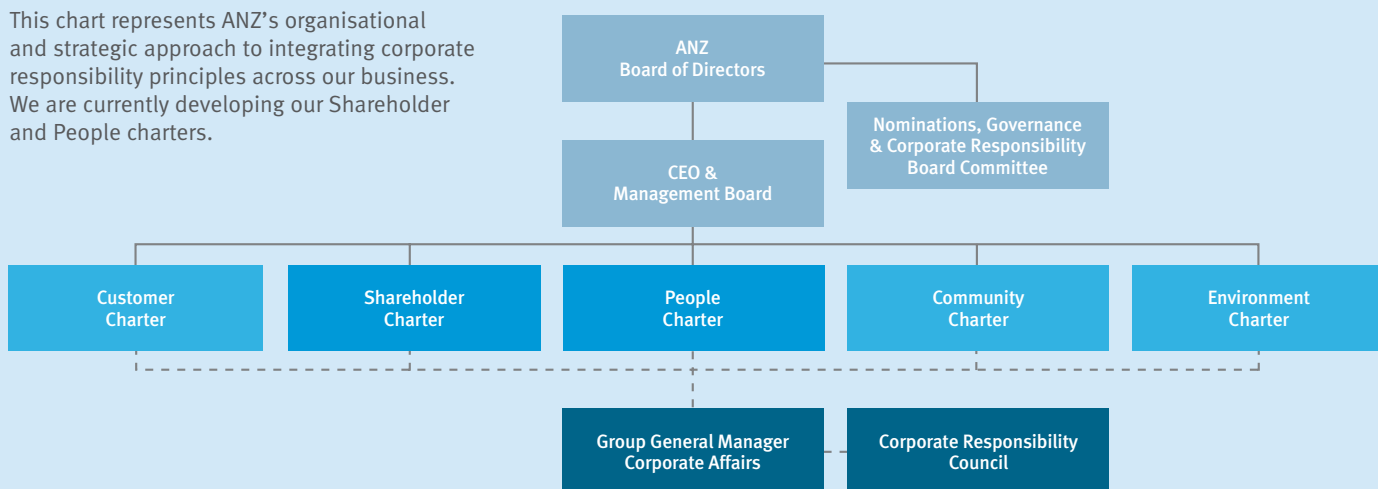 This chart represents ANZ’s organisational
and strategic approach to integrating corporate
responsibility principles across our business.
We are currently developing our Shareholder
and People charters.
ANZ
Board of Directors
Nominations, Governance
& Corporate Responsibility
Board Committee
CEO &
Management Board
Customer
Charter
Shareholder
Charter
People
Charter
Community
Charter
Environment
Charter
Group General Manager
Corporate Affairs
Corporate Responsibility
Council